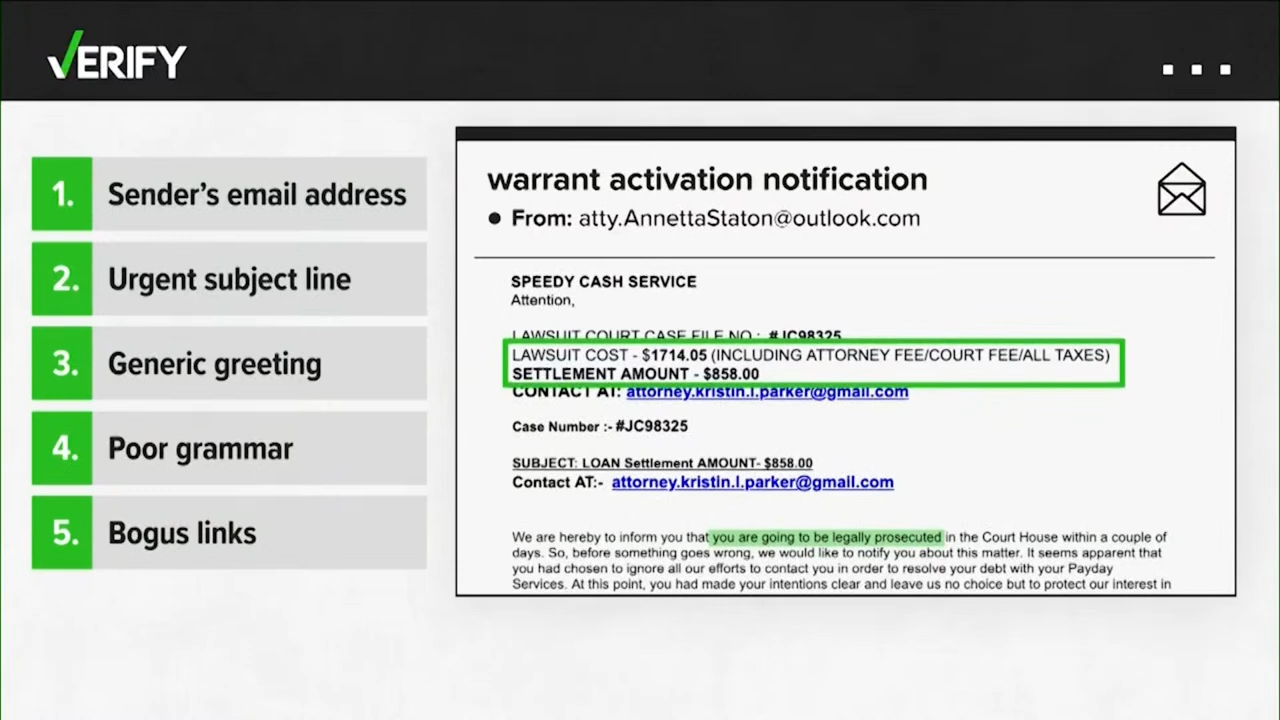 VERIFY
1. Sender's email address
2. Urgent subject line
3. Generic greeting
4. Poor grammar
5. Bogus links
warrant activation notification
● From: atty.AnnettaStaton@outlook.com
SPEEDY CASH SERVICE
Attention,
LAWSUIT COURT CASE FILE NO.: #JC98325
LAWSUIT COST - $1714.05 (INCLUDING ATTORNEY FEE/COURT FEE/ALL TAXES)
SETTLEMENT AMOUNT - $858.00
CONTACT AT: attorney.kristin.l.parker@gmail.com
Case Number :- #JC98325
SUBJECT: LOAN Settlement AMOUNT- $858.00
Contact AT:- attorney.kristin.l.parker@gmail.com
We are hereby to inform you that you are going to be legally prosecuted in the Court House within a couple of
days. So, before something goes wrong, we would like to notify you about this matter. It seems apparent that
you had chosen to ignore all our efforts to contact you in order to resolve your debt with your Payday
Services. At this point, you had made your intentions clear and leave us no choice but to protect our interest in